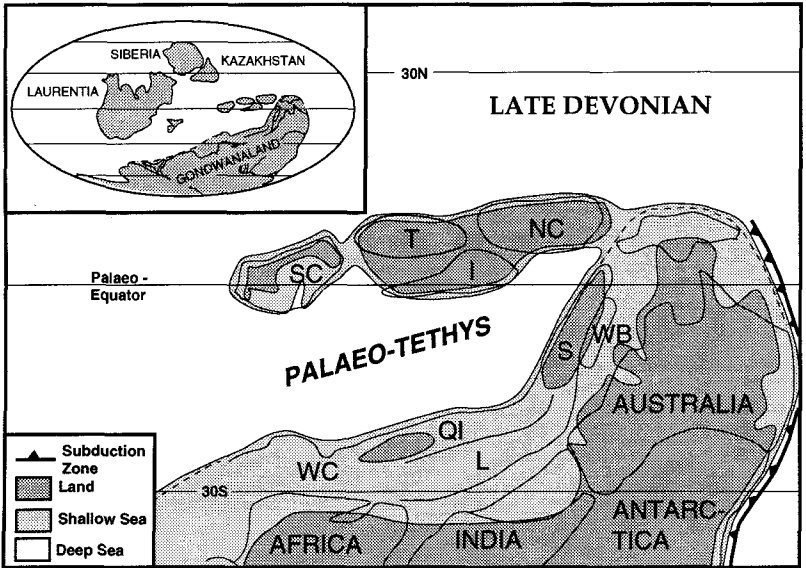 SIBERIA
KAZAKHSTAN
LAURENTIA
GONDWANALAND
30N
LATE DEVONIAN
T
NC
SC
I
Palaeo -
Equator
PALAEO-TETHYS
S
WB
AUSTRALIA
QI
WC
L
30S
ANTARC-
TICA
AFRICA
INDIA
Subduction
Zone
Land
Shallow Sea
Deep Sea